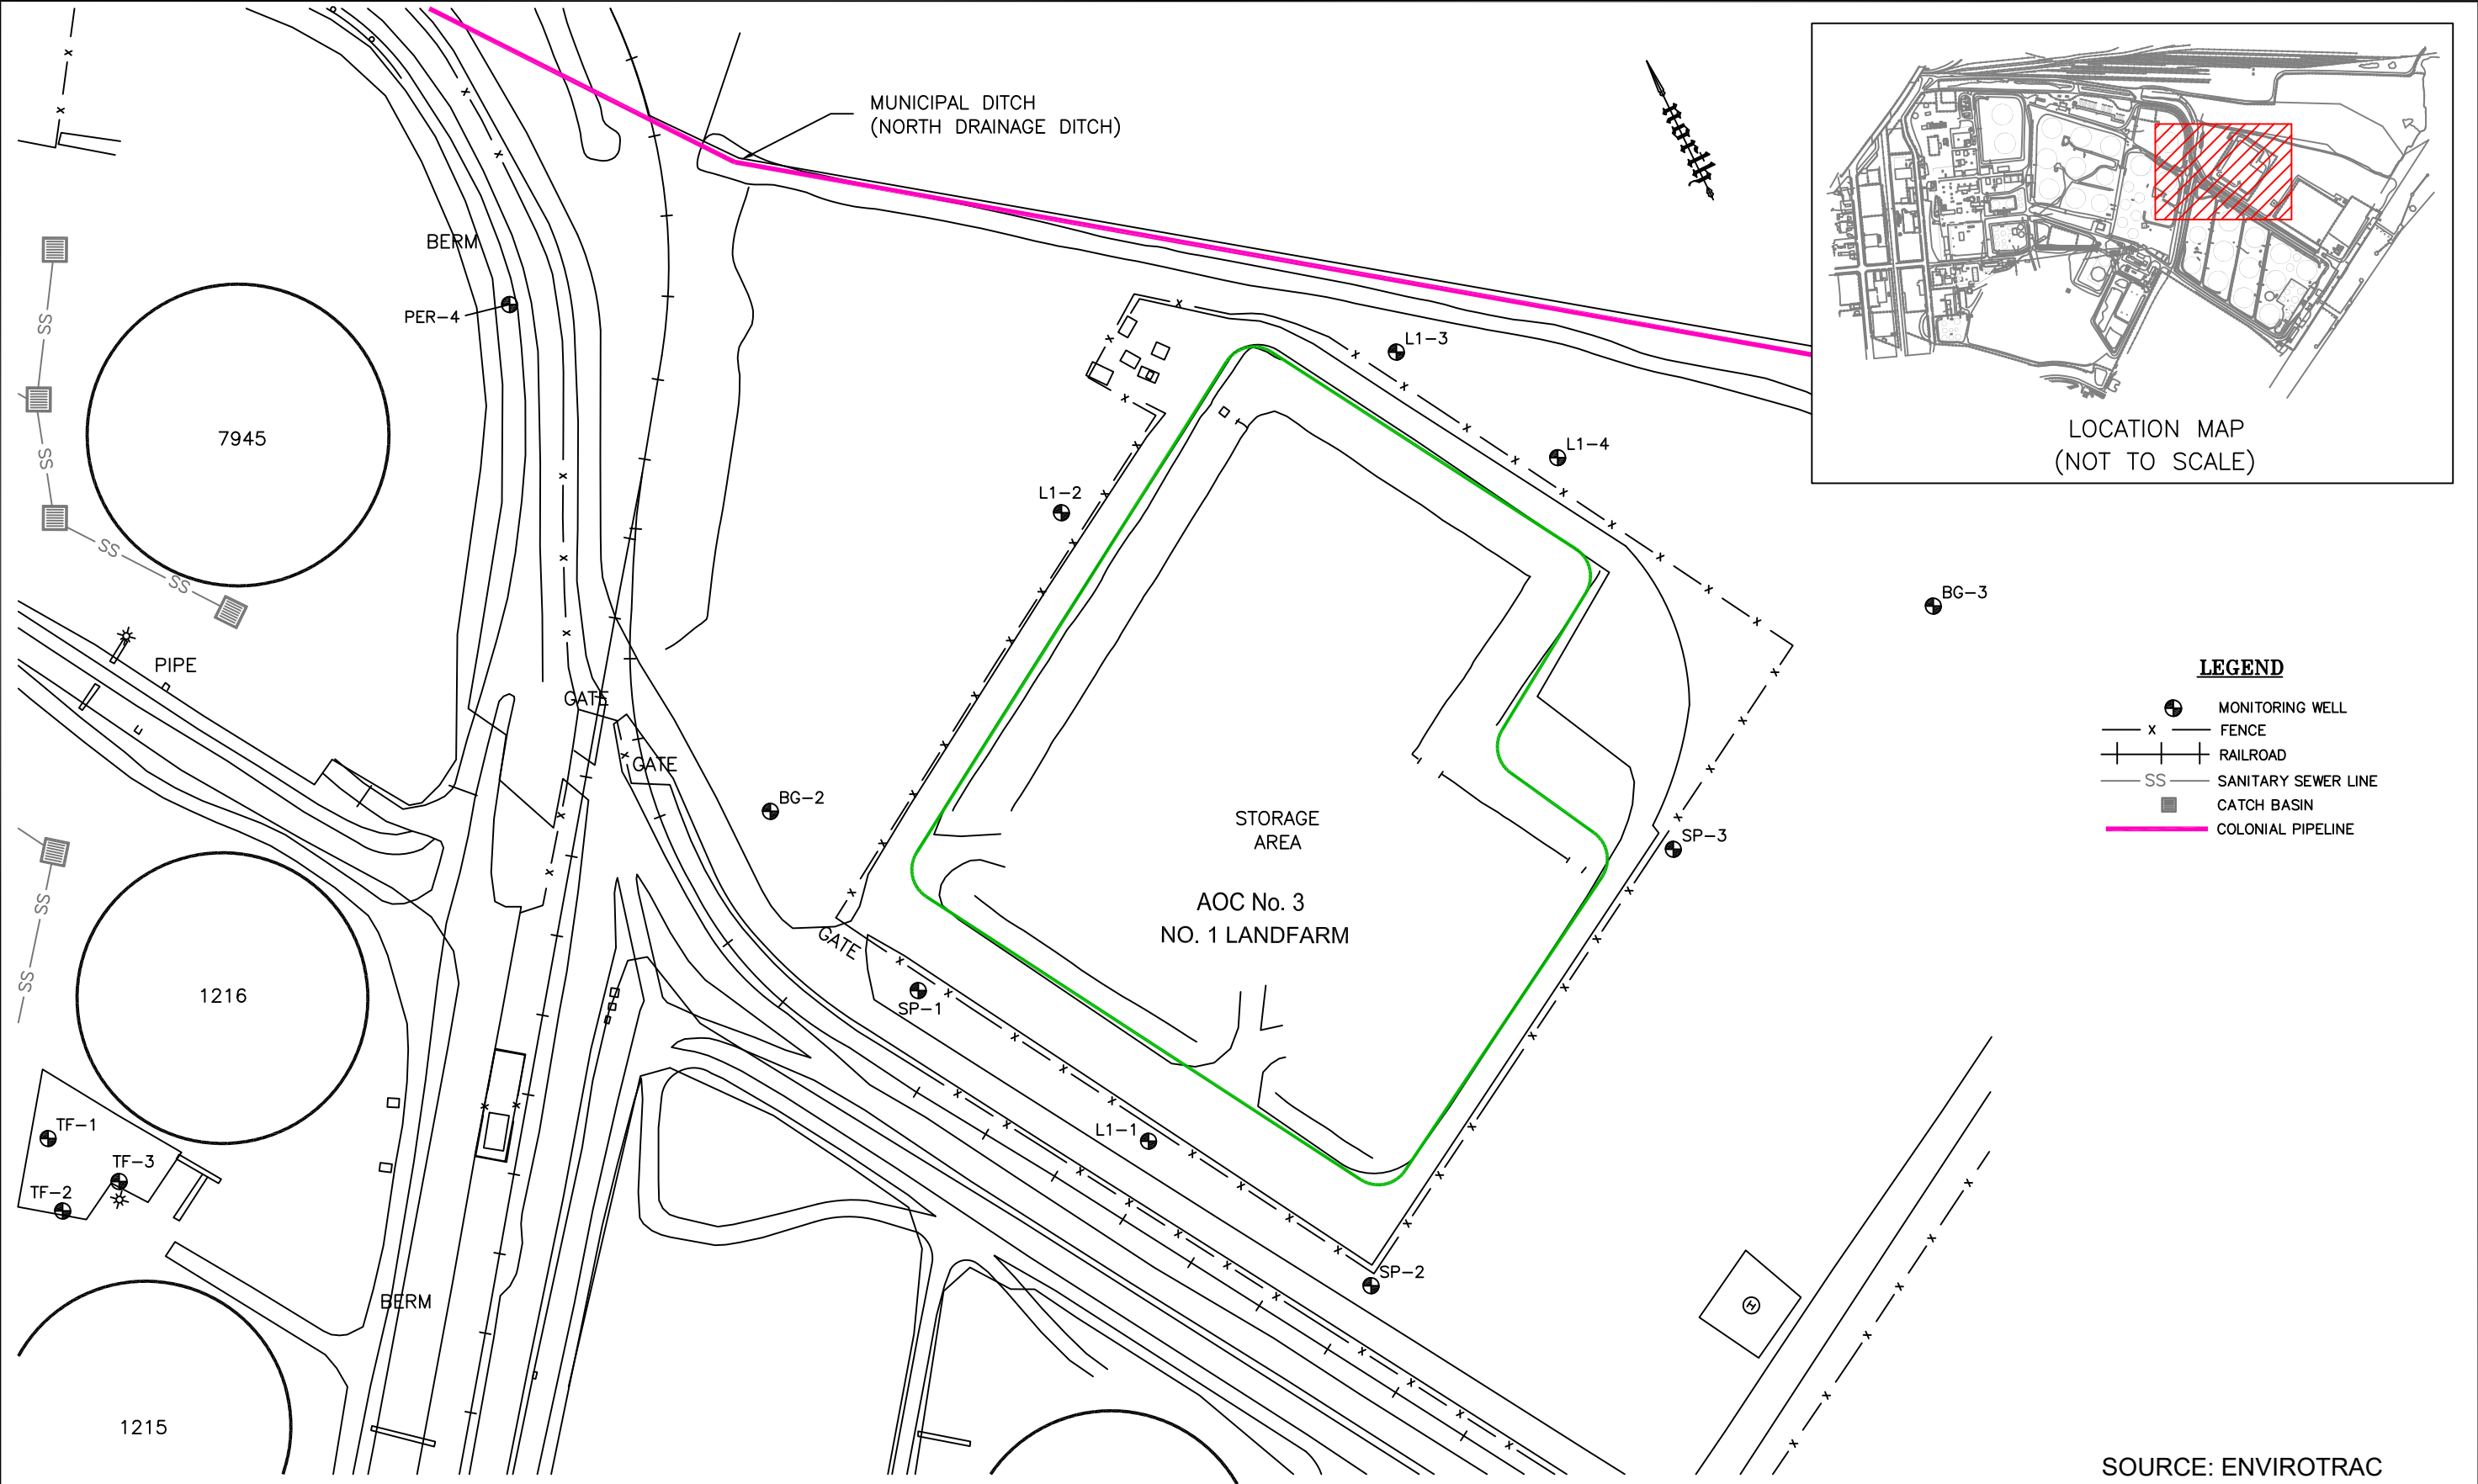 MUNICIPAL DITCH
(NORTH DRAINAGE DITCH)
north
BERM
PER-4
SS
SS
SS
SS
7945
L1-3
L1-4
L1-2
LOCATION MAP
(NOT TO SCALE)
BG-3
PIPE
GATE
GATE
BG-2
STORAGE
AREA
SP-3
AOC No. 3
NO. 1 LANDFARM
GATE
SP-1
SS
SS
1216
L1-1
TF-1
TF-3
TF-2
SP-2
H
BERM
1215
LEGEND
MONITORING WELL
x FENCE
RAILROAD
SS SANITARY SEWER LINE
CATCH BASIN
COLONIAL PIPELINE
SOURCE: ENVIROTRAC